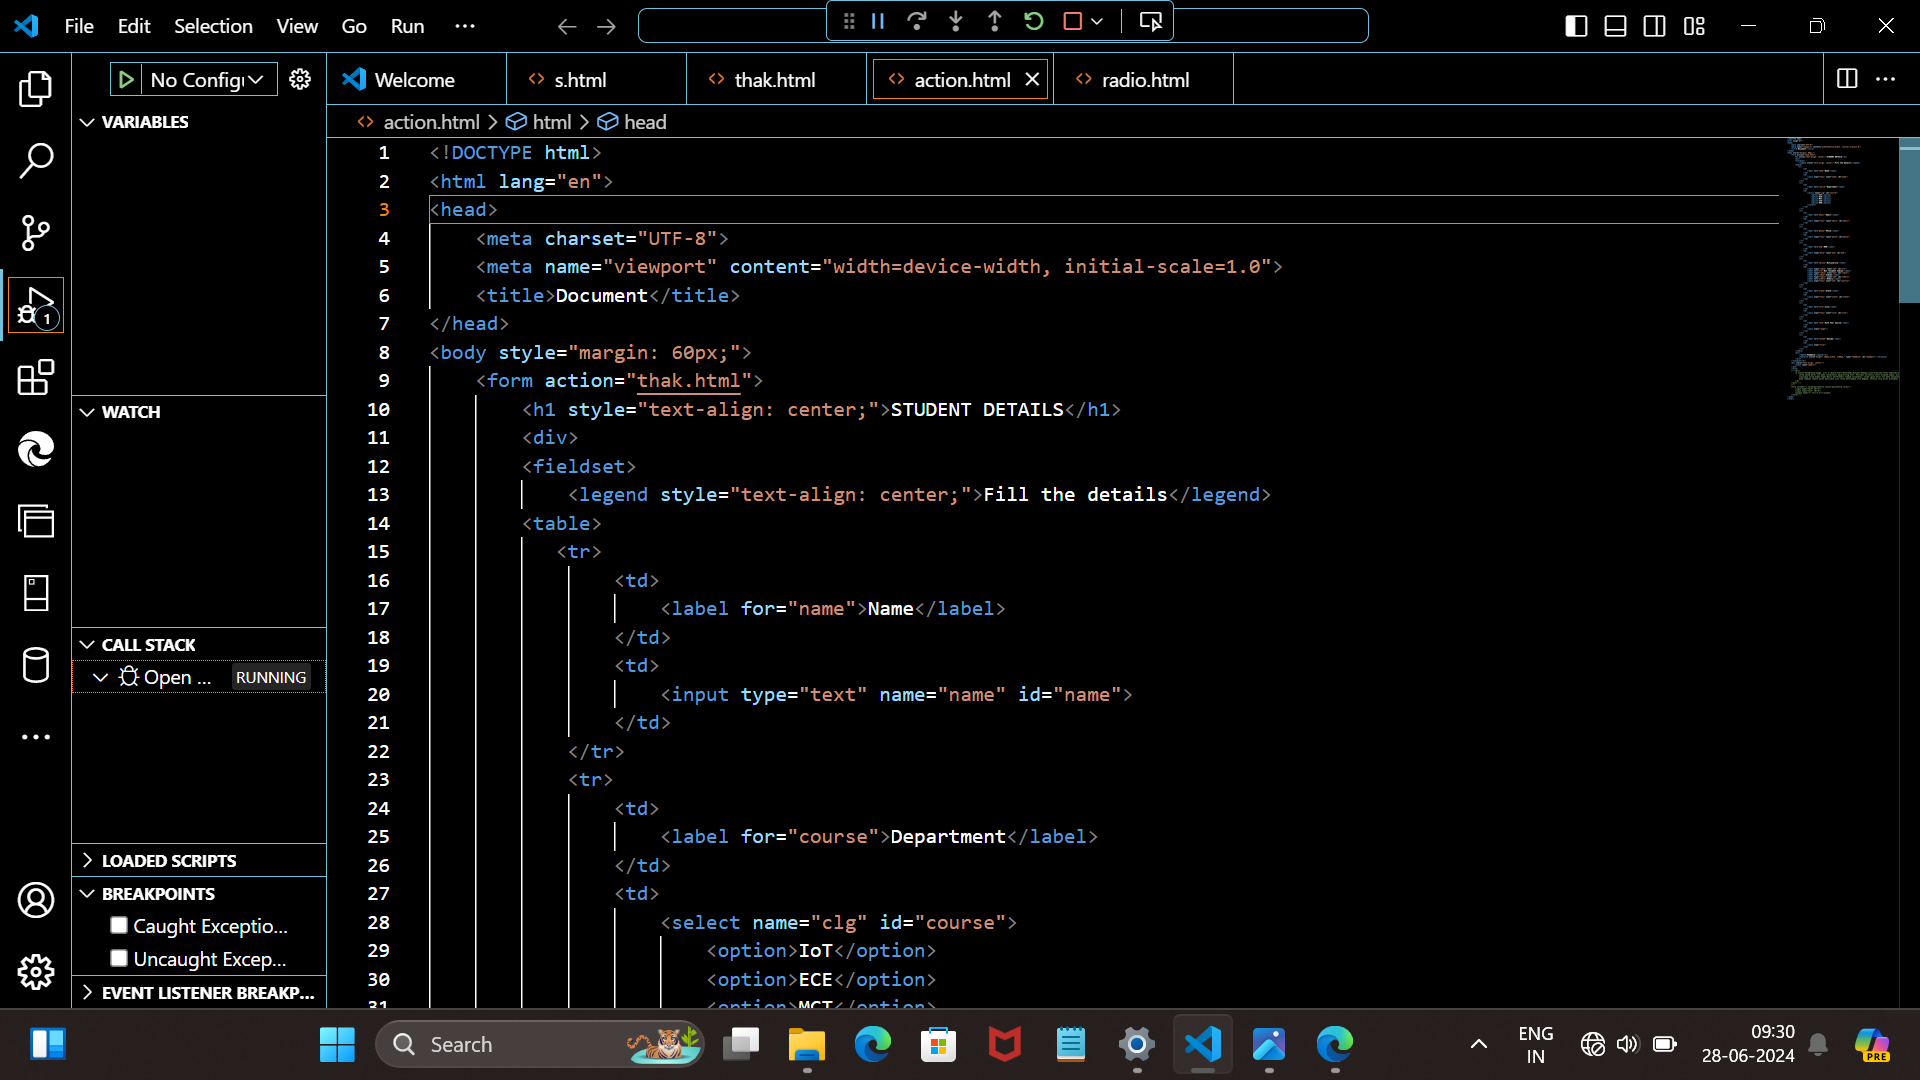 File Edit Selection View Go Run ...
No Config
Welcome s.html thak.html action.html radio.html
action.html > html > head
VARIABLES
WATCH
CALL STACK
Open ... RUNNING
LOADED SCRIPTS
BREAKPOINTS
Caught Exceptio...
Uncaught Excep...
EVENT LISTENER BREAKP...
1
1 <!DOCTYPE html>
2 <html lang="en">
3 <head>
4 <meta charset="UTF-8">
5 <meta name="viewport" content="width=device-width, initial-scale=1.0">
6 <title>Document</title>
7 </head>
8 <body style="margin: 60px;">
9 <form action="thak.html">
10 <h1 style="text-align: center;">STUDENT DETAILS</h1>
11 <div>
12 <fieldset>
13 <legend style="text-align: center;">Fill the details</legend>
14 <table>
15 <tr>
16 <td>
17 <label for="name">Name</label>
18 </td>
19 <td>
20 <input type="text" name="name" id="name">
21 </td>
22 </tr>
23 <tr>
24 <td>
25 <label for="course">Department</label>
26 </td>
27 <td>
28 <select name="clg" id="course">
29 <option>IoT</option>
30 <option>ECE</option>
31 <option>MCT</option>
Search
ENG
IN
09:30
28-06-2024
PRE